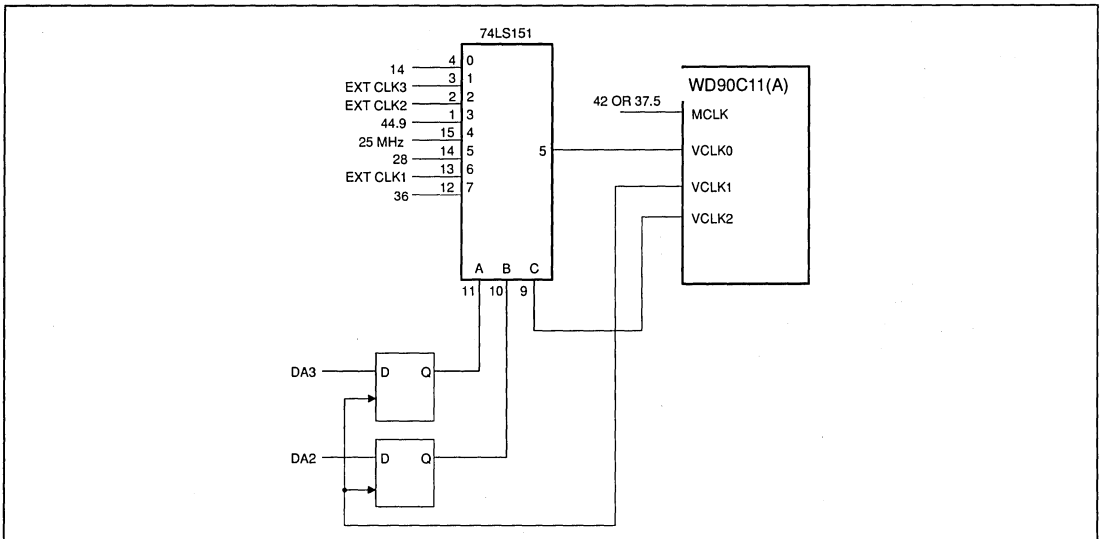 74LS151
14 4 0
EXT CLK3 3 1
EXT CLK2 2 2
44.9 1 3
25 MHz 15 4
28 14 5
EXT CLK1 13 6
36 12 7
5
A B C
11 10 9
WD90C11(A)
42 OR 37.5
MCLK
VCLK0
VCLK1
VCLK2
DA3 D Q
DA2 D Q